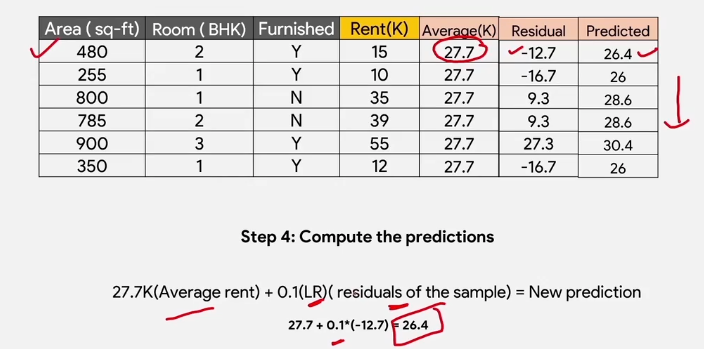 Area ( sq-ft) Room ( BHK) Furnished Rent(K) Average(K) Residual Predicted
480 2 Y 15 27.7 -12.7 26.4
255 1 Y 10 27.7 -16.7 26
800 1 N 35 27.7 9.3 28.6
785 2 N 39 27.7 9.3 28.6
900 3 Y 55 27.7 27.3 30.4
350 1 Y 12 27.7 -16.7 26
Step 4: Compute the predictions
27.7K(Average rent) + 0.1(LR)( residuals of the sample) = New prediction
27.7 + 0.1*(-12.7) = 26.4